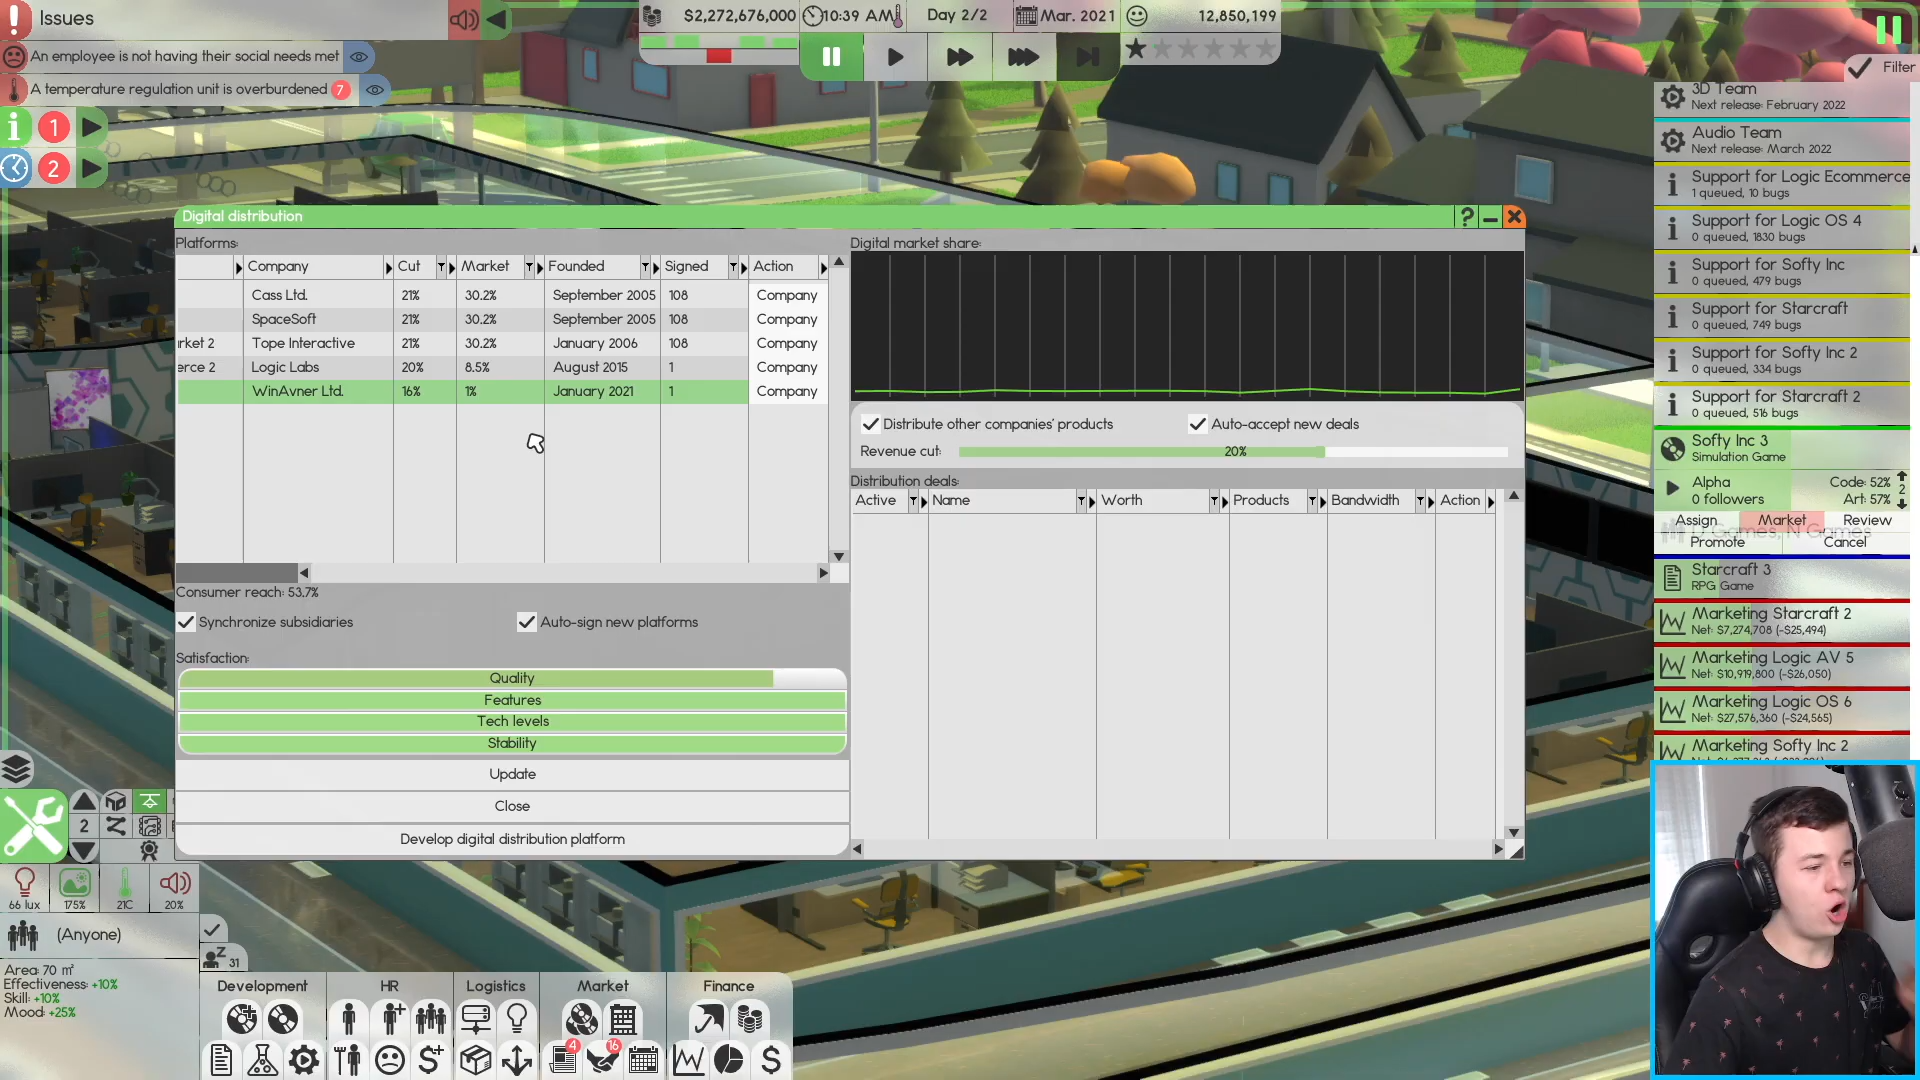 Issues
An employee is not having their social needs met
A temperature regulation unit is overburdened 7
1
2
$2,272,676,000
10:39 AM
Day 2/2
Mar. 2021
12,850,199
Filter
3D Team
Next release: February 2022
Audio Team
Next release: March 2022
Support for Logic Ecommerce
1 queued, 10 bugs
Support for Logic OS 4
0 queued, 1830 bugs
Support for Softy Inc
0 queued, 479 bugs
Support for Starcraft
0 queued, 749 bugs
Support for Softy Inc 2
0 queued, 334 bugs
Support for Starcraft 2
0 queued, 516 bugs
Softy Inc 3
Simulation Game
Alpha
0 followers
Code: 52%
Art: 57%
2
Assign Market Review
Promote Cancel
Starcraft 3
RPG Game
Marketing Starcraft 2
Net: $7,274,708 (-$25,494)
Marketing Logic AV 5
Net: $10,919,800 (-$26,050)
Marketing Logic OS 6
Net: $27,576,360 (-$24,565)
Marketing Softy Inc 2
Digital distribution
?
Platforms:
Company Cut Market Founded Signed Action
Cass Ltd. 21% 30.2% September 2005 108 Company
SpaceSoft 21% 30.2% September 2005 108 Company
rket 2 Tope Interactive 21% 30.2% January 2006 108 Company
erce 2 Logic Labs 20% 8.5% August 2015 1 Company
WinAvner Ltd. 16% 1% January 2021 1 Company
Consumer reach: 53.7%
Synchronize subsidiaries
Auto-sign new platforms
Satisfaction:
Quality
Features
Tech levels
Stability
Update
Close
Develop digital distribution platform
Digital market share:
Distribute other companies' products
Auto-accept new deals
Revenue cut: 20%
Distribution deals:
Active Name Worth Products Bandwidth Action
2
66 lux
175%
21C
20%
(Anyone)
31
Area: 70 m²
Effectiveness: +10%
Skill: +10%
Mood: +25%
Development
HR
Logistics
Market
Finance
4
16